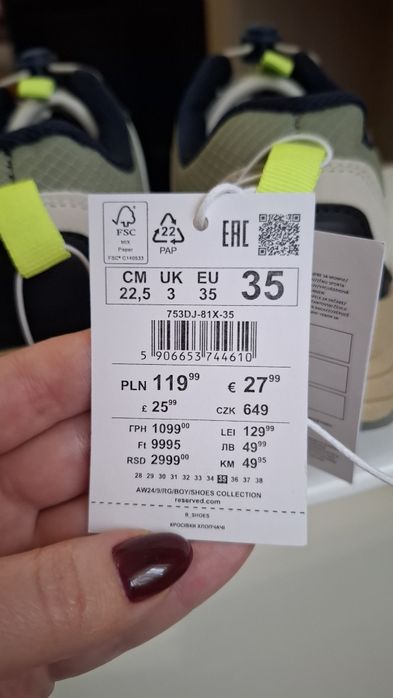 FSC
MIX
Paper
FSC® C140533
22
PAP
EAC
CM UK EU
22,5 3 35
35
753DJ-81X-35
5 906653 744610
PLN 119⁹⁹ € 27⁹⁹
£ 25⁹⁹ CZK 649
ГРН 1099⁰⁰ LEI 129⁹⁹
Ft 9995 ЛВ 49⁹⁹
RSD 2999⁰⁰ KM 49⁹⁵
28 29 30 31 32 33 34 35 36 37 38
AW24/9/RG/BOY/SHOES COLLECTION
reserved.com
B_SHOES
КРОСІВКИ ХЛОПЧАЧІ